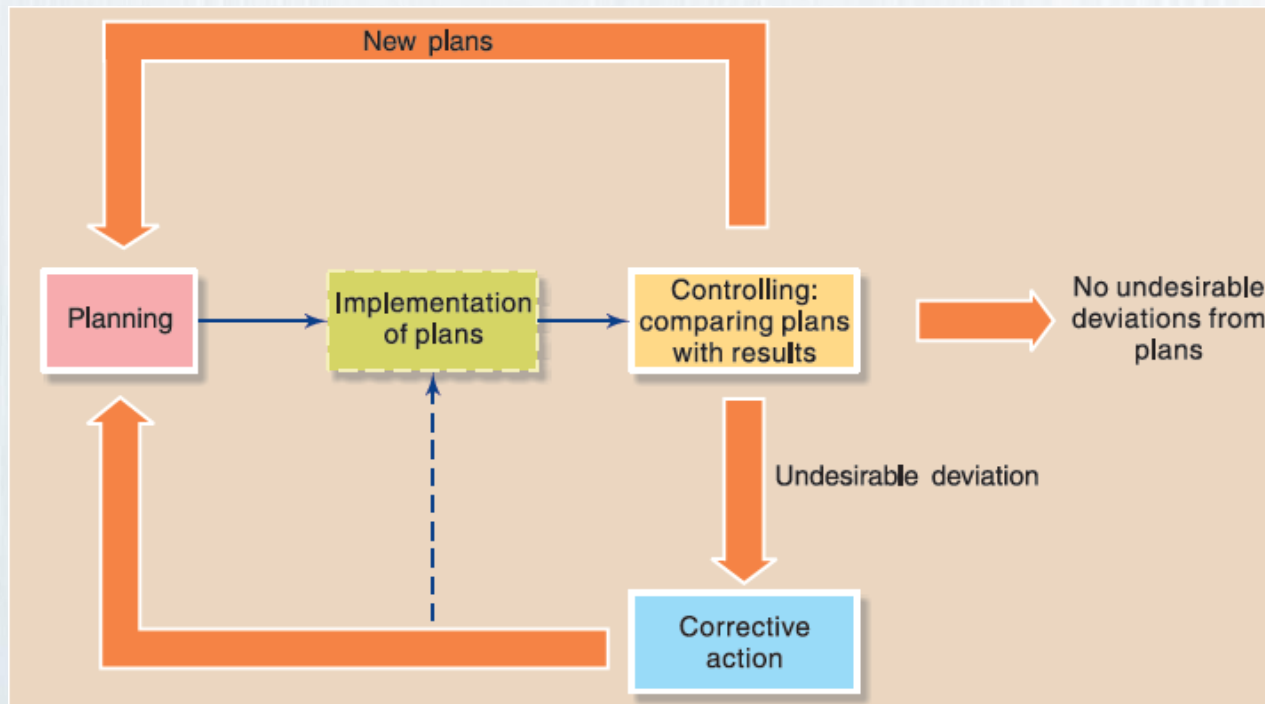 New plans
Planning
Implementation
of plans
Controlling:
comparing plans
with results
No undesirable
deviations from
plans
Undesirable deviation
Corrective
action